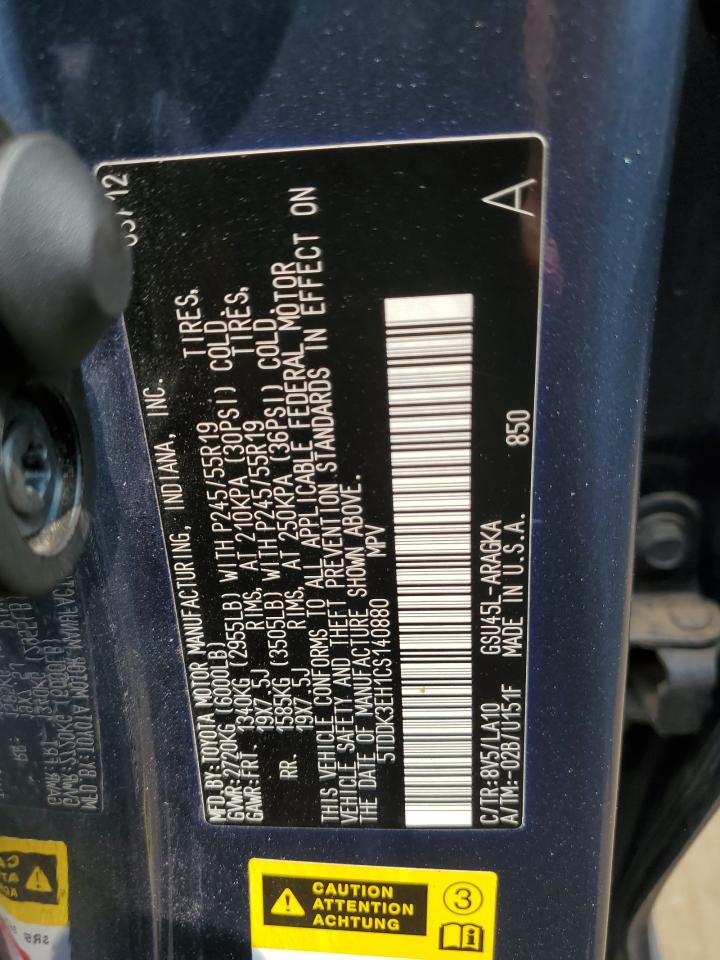 12
MFD.BY:TOYOTA MOTOR MANUFACTURING, INDIANA, INC.
GVWR:2720KG (6000LB)
GAWR:FRT. 1340KG (2955LB) WITH P245/55R19 TIRES,
19X7.5J RIMS, AT 210KPA (30PSI) COLD.
RR. 1585KG (3505LB) WITH P245/55R19 TIRES,
19X7.5J RIMS, AT 250KPA (36PSI) COLD.
THIS VEHICLE CONFORMS TO ALL APPLICABLE FEDERAL MOTOR
VEHICLE SAFETY AND THEFT PREVENTION STANDARDS IN EFFECT ON
THE DATE OF MANUFACTURE SHOWN ABOVE.
5TDDK3EH1CS140880 MPV
C/TR:8V5/LA10 GSU45L-ARAGKA 850
A/TM:-02B/U151F MADE IN U.S.A.
A
CAUTION
ATTENTION
ACHTUNG
3